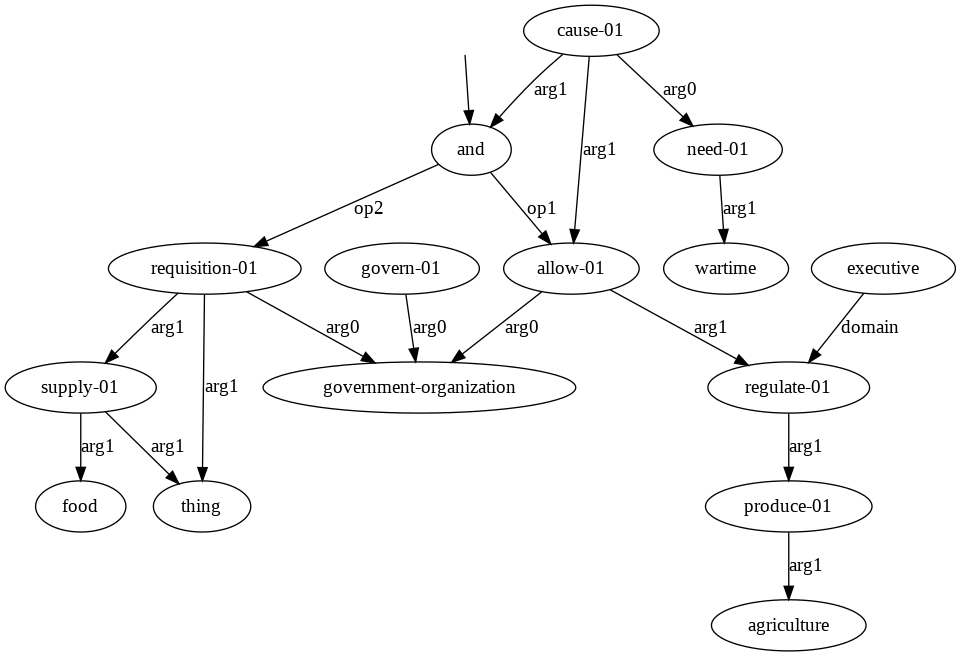 cause-01
arg1
arg0
and
arg1
need-01
op2
op1
arg1
requisition-01
govern-01
allow-01
wartime
executive
arg1
arg0
arg0
arg0
arg1
domain
supply-01
arg1
government-organization
regulate-01
arg1
arg1
arg1
food
thing
produce-01
arg1
agriculture